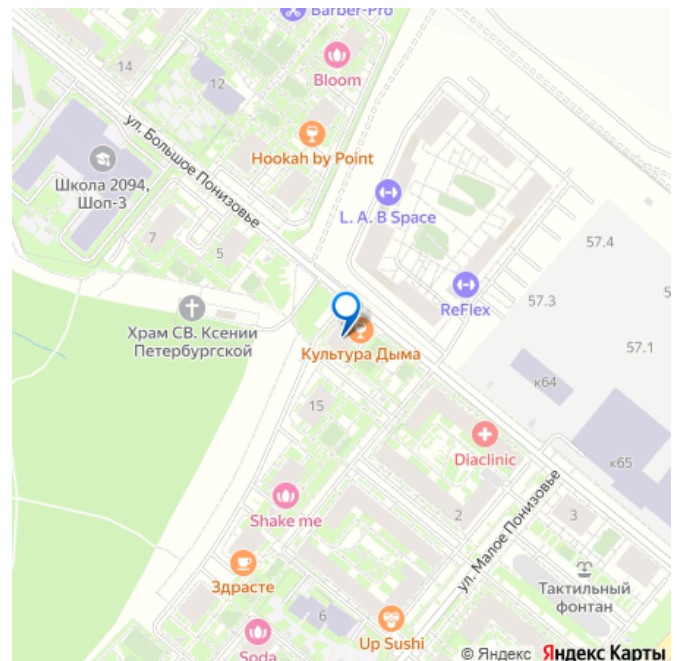 Barber-Pro
14
12
Bloom
ул. Большое Понизовье
Hookah by Point
Школа 2094,
Шоп-3
L. A. B Space
7
5
57.4
5
57.3
ReFlex
Храм СВ. Ксении
Петербургской
Культура Дыма
57.1
к64
15
Diaclinic
к65
Shake me
2
3
ул. Малое Понизовье
Здрасте
Тактильный
фонтан
6
Up Sushi
Soda
© Яндекс Яндекс Карты